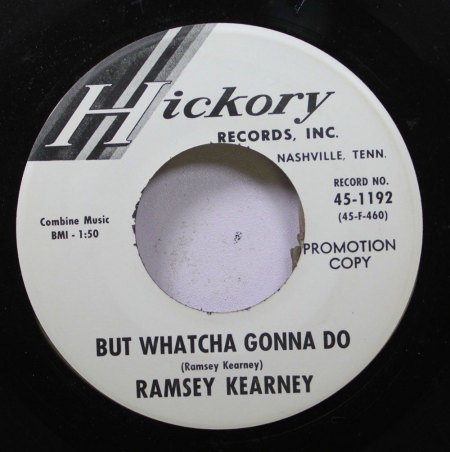 Hickory
RECORDS, INC.
NASHVILLE, TENN.
RECORD NO.
45-1192
(45-F-460)
Combine Music
BMI - 1:50
PROMOTION
COPY
BUT WHATCHA GONNA DO
(Ramsey Kearney)
RAMSEY KEARNEY